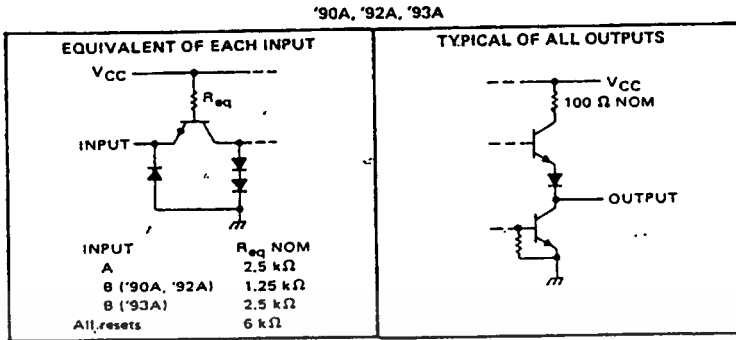 '90A, '92A, '93A
EQUIVALENT OF EACH INPUT
VCC
Req
INPUT
INPUT Req NOM
A 2.5 kΩ
B ('90A, '92A) 1.25 kΩ
B ('93A) 2.5 kΩ
All resets 6 kΩ
TYPICAL OF ALL OUTPUTS
VCC
100 Ω NOM
OUTPUT